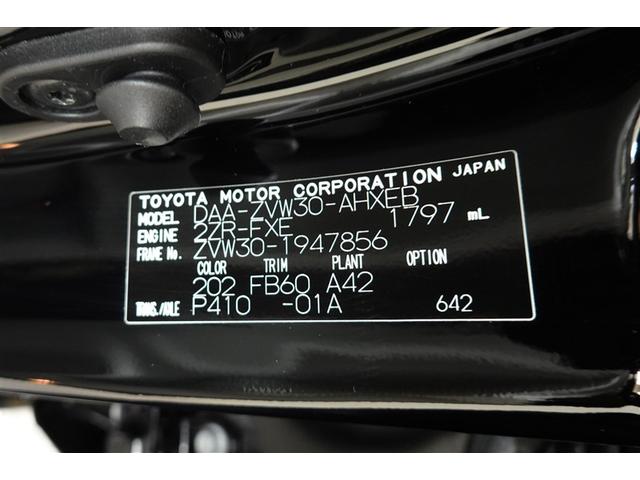 TOYOTA MOTOR CORPORATION JAPAN
MODEL DAA-ZVW30-AHXEB
ENGINE 2ZR-FXE 1797 mL
FRAME No. ZVW30-1947856
COLOR TRIM PLANT OPTION
202 FB60 A42
TRANS./AXLE P410 -01A 642